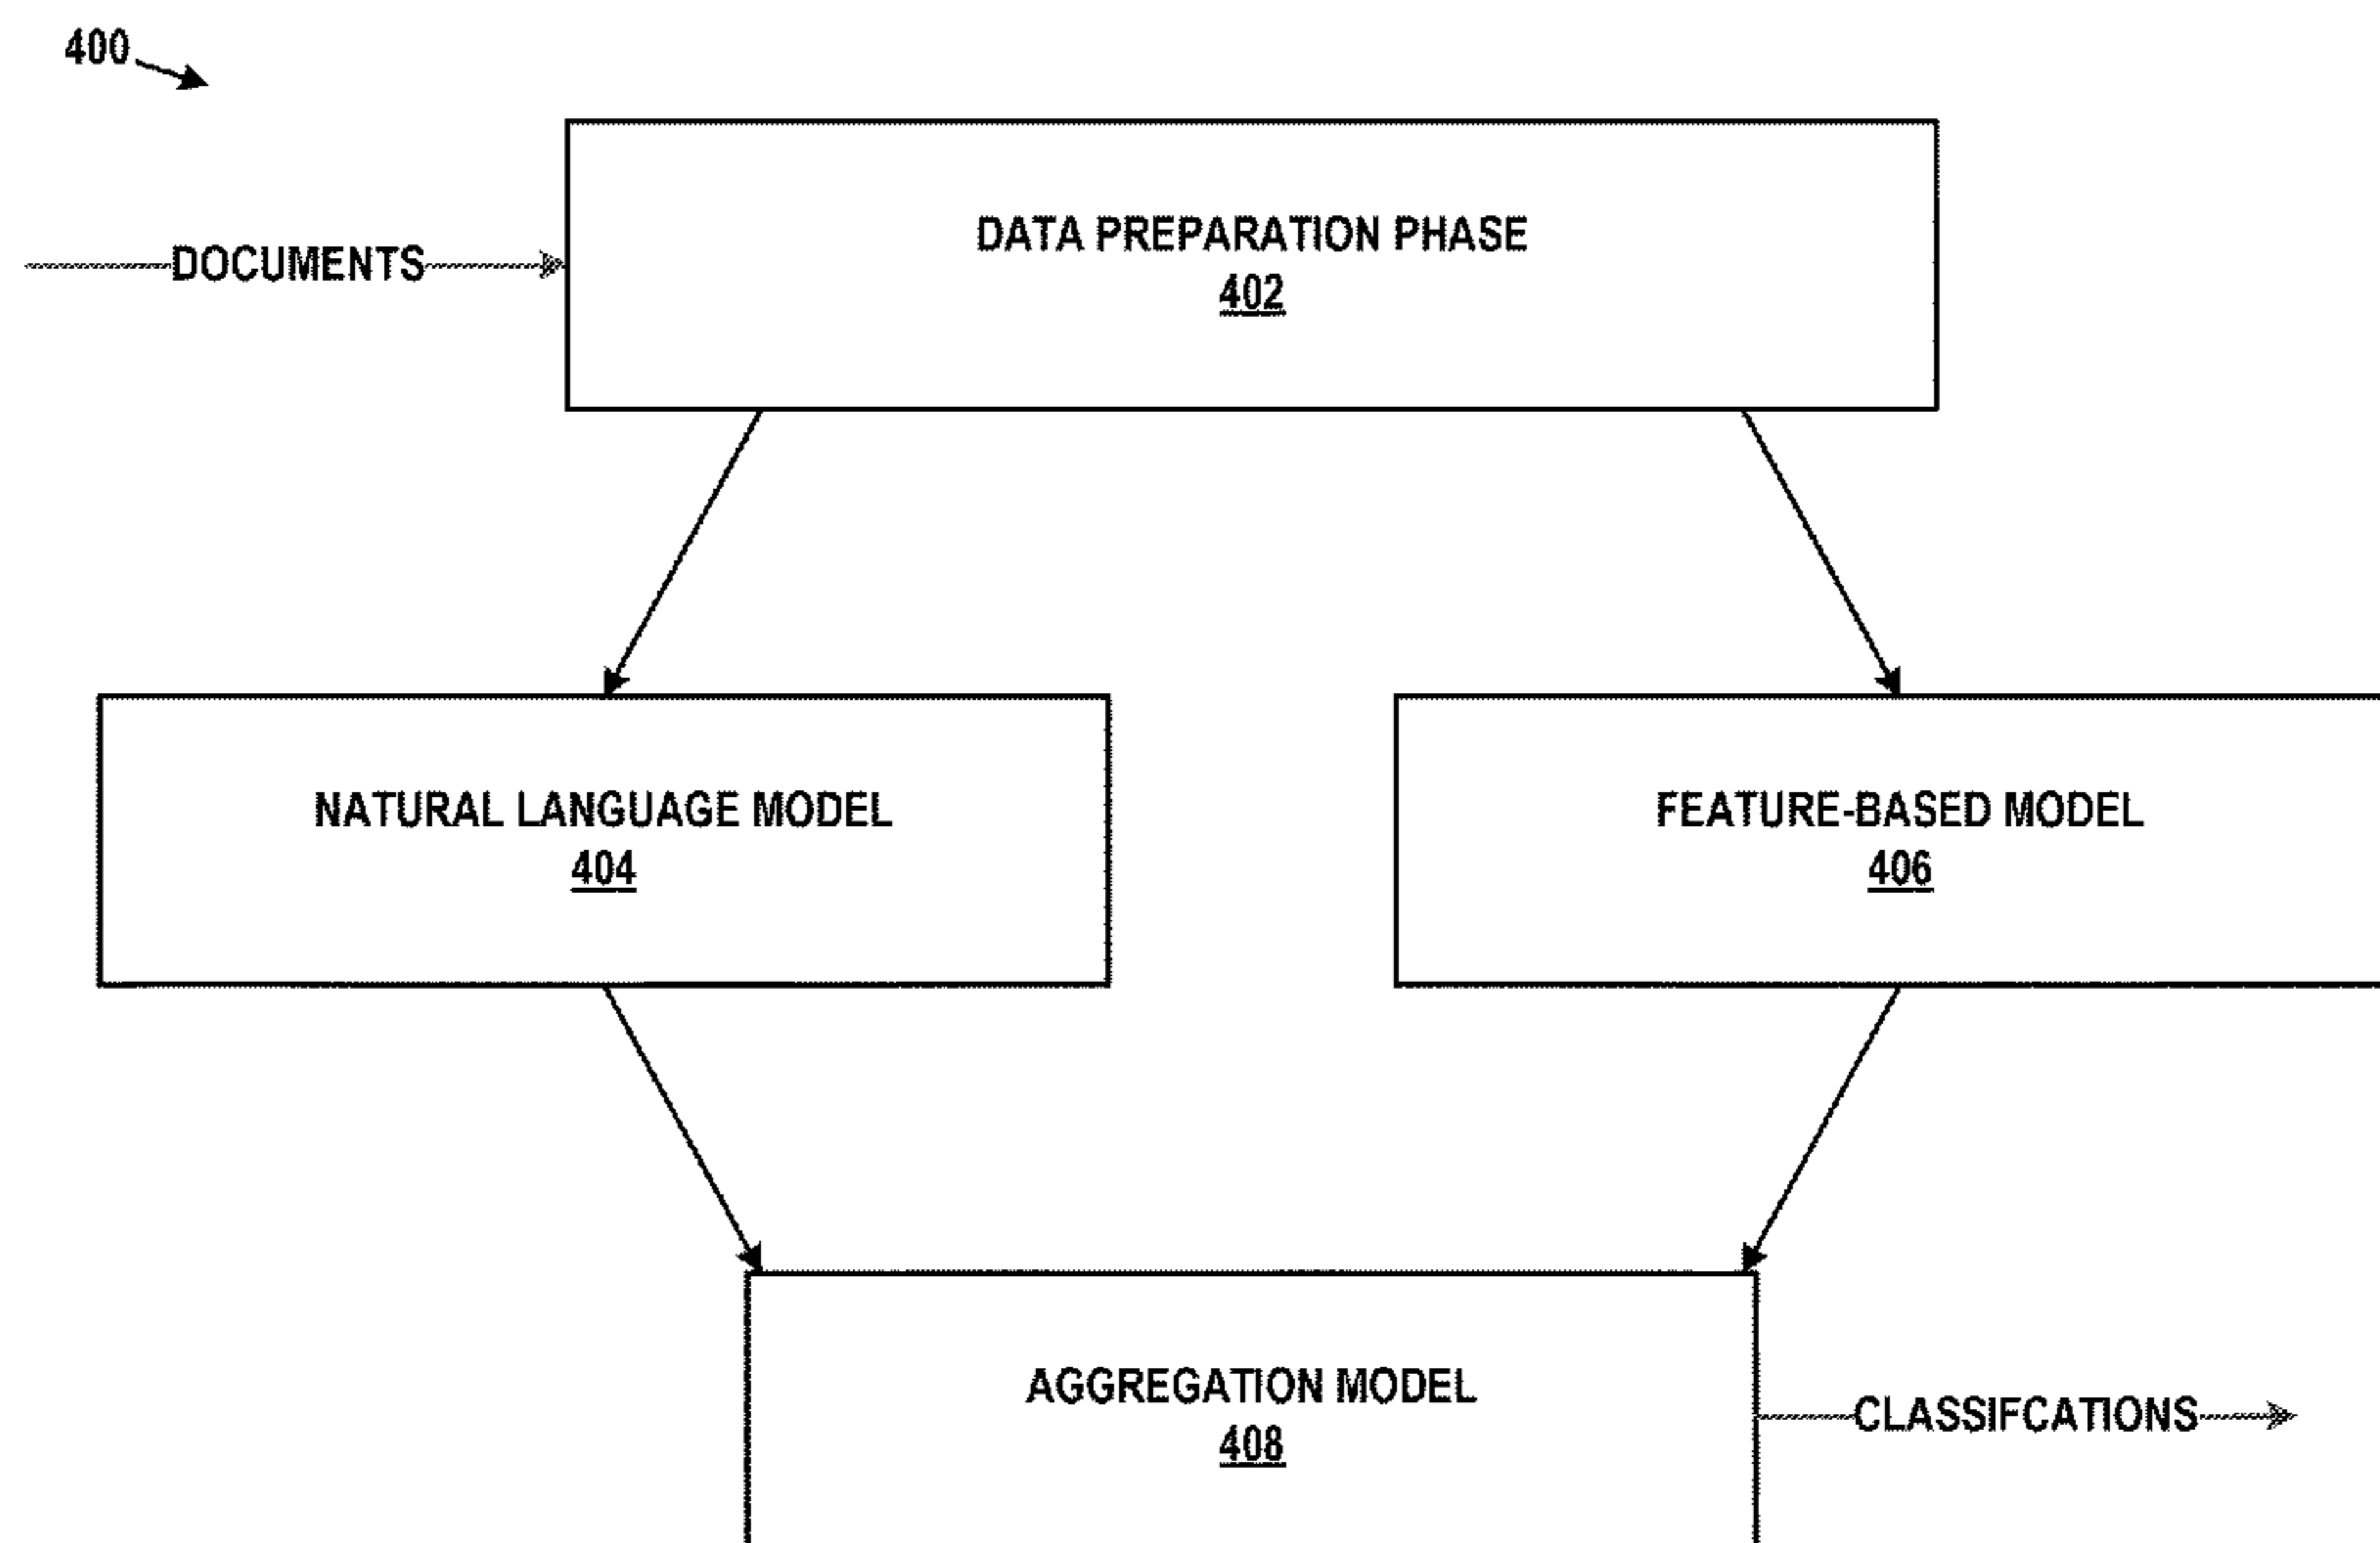 400
DATA PREPARATION PHASE
402
DOCUMENTS
NATURAL LANGUAGE MODEL
404
FEATURE-BASED MODEL
406
AGGREGATION MODEL
408
CLASSIFCATIONS